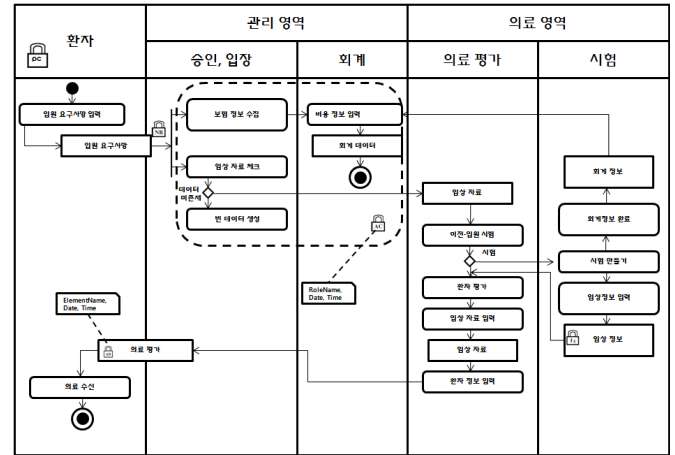 환자
관리 영역
의료 영역
승인, 입장
회계
의료 평가
시험
PC
입원 요구사항 입력
입원 요구사항
NR
보험 정보 수집
비용 정보 입력
회계 데이터
임상 자료 체크
데이터
미존재
빈 데이터 생성
AC
임상 자료
이전-입원 시험
시험
환자 평가
임상 자료 입력
임상 자료
환자 정보 입력
회계 정보
회계정보 완료
시험 만들기
임상정보 입력
임상 정보
RoleName,
Date, Time
ElementName,
Date, Time
의료 평가
의료 수신